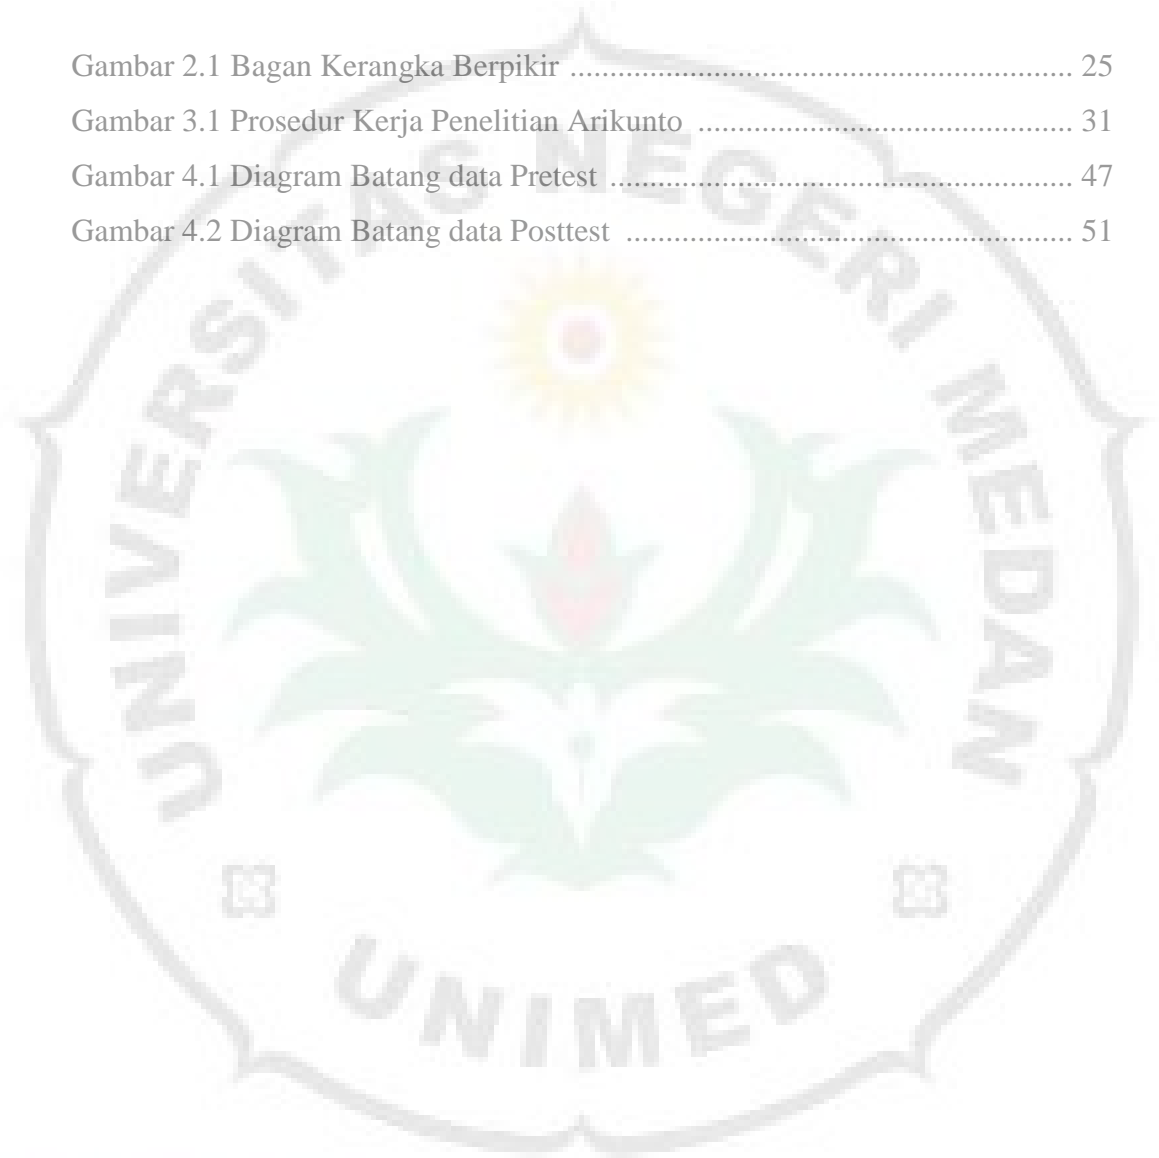 Gambar 2.1 Bagan Kerangka Berpikir ..................................................... 25
Gambar 3.1 Prosedur Kerja Penelitian Arikunto ........................................ 31
Gambar 4.1 Diagram Batang data Pretest ................................................. 47
Gambar 4.2 Diagram Batang data Posttest ............................................... 51
UNIVERSITAS NEGERI MEDAN
UNIMED